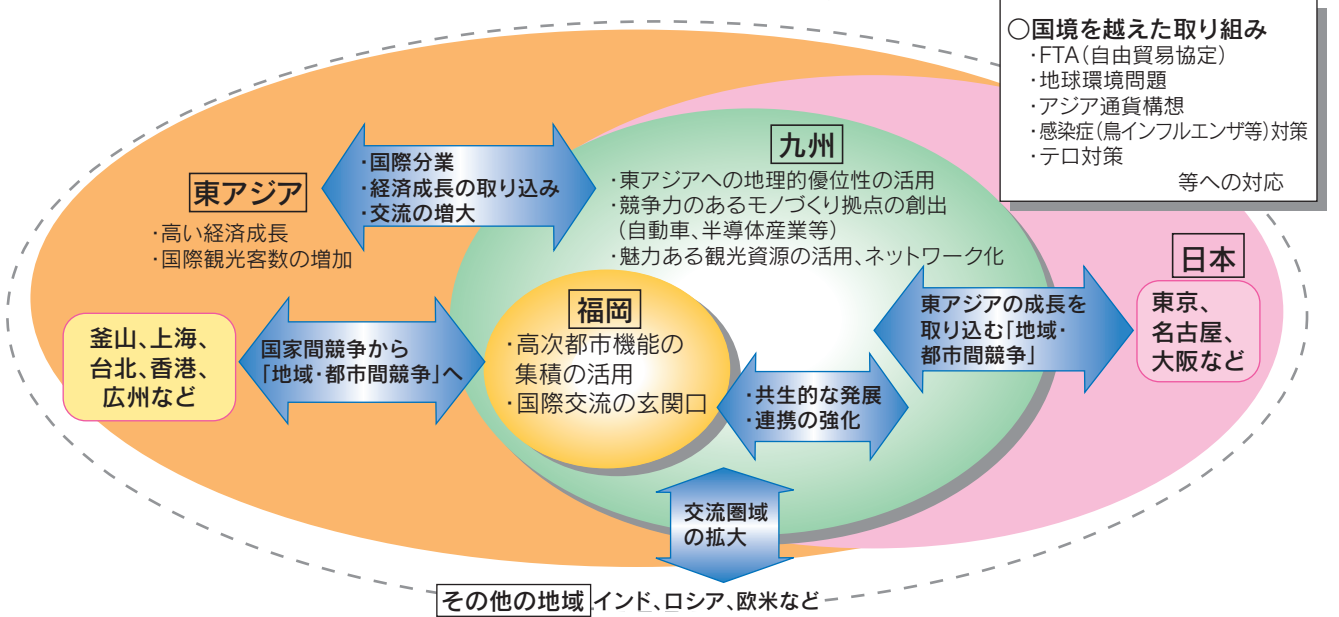 ○国境を越えた取り組み
・FTA(自由貿易協定)
・地球環境問題
・アジア通貨構想
・感染症(鳥インフルエンザ等)対策
・テロ対策
等への対応
東アジア
・高い経済成長
・国際観光客数の増加
・国際分業
・経済成長の取り込み
・交流の増大
九州
・東アジアへの地理的優位性の活用
・競争力のあるモノづくり拠点の創出
(自動車、半導体産業等)
・魅力ある観光資源の活用、ネットワーク化
日本
東京、
名古屋、
大阪など
東アジアの成長を
取り込む「地域・
都市間競争」
釜山、上海、
台北、香港、
広州など
国家間競争から
「地域・都市間競争」へ
福岡
・高次都市機能の
集積の活用
・国際交流の玄関口
・共生的な発展
・連携の強化
交流圏域
の拡大
その他の地域 インド、ロシア、欧米など